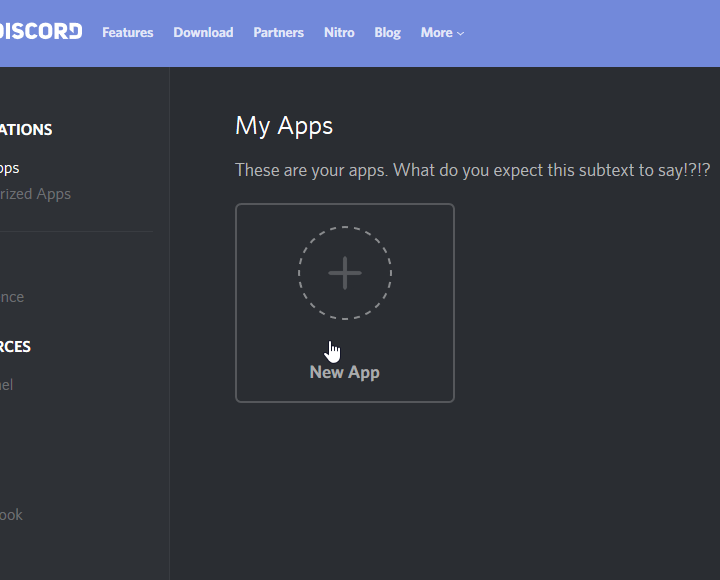 DISCORD Features Download Partners Nitro Blog More
ATIONS
My Apps
pps
These are your apps. What do you expect this subtext to say!?!?
rized Apps
nce
RCES
New App
el
ook